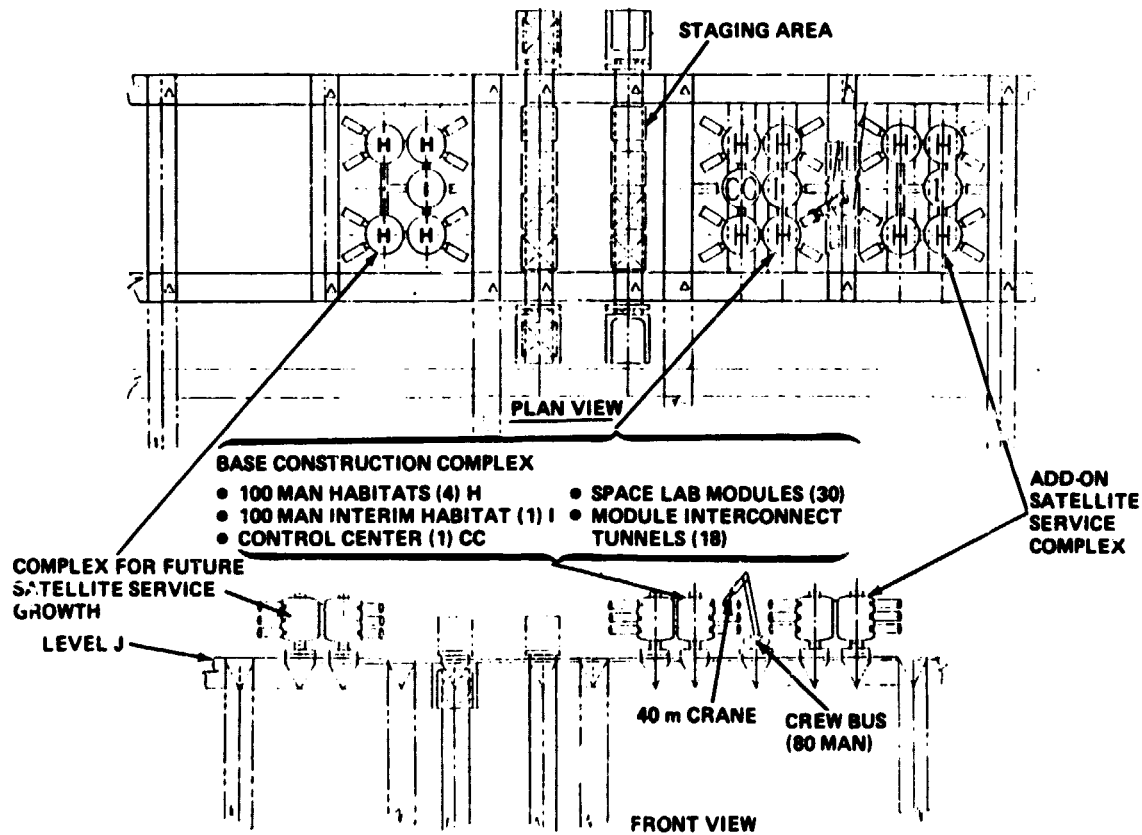 STAGING AREA
H H H H H H
I E CC I I E
H H H H H H
PLAN VIEW
BASE CONSTRUCTION COMPLEX
● 100 MAN HABITATS (4) H
● 100 MAN INTERIM HABITAT (1) I
● CONTROL CENTER (1) CC
● SPACE LAB MODULES (30)
● MODULE INTERCONNECT
TUNNELS (18)
ADD-ON
SATELLITE
SERVICE
COMPLEX
COMPLEX FOR FUTURE
SATELLITE SERVICE
GROWTH
LEVEL J
40 m CRANE
CREW BUS
(80 MAN)
FRONT VIEW